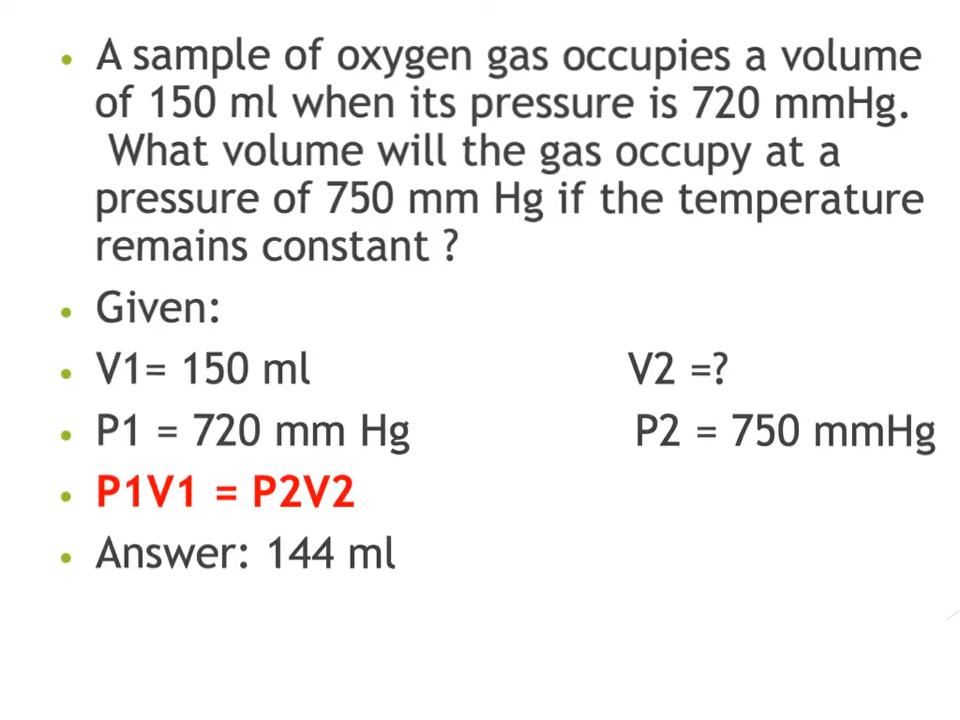 • A sample of oxygen gas occupies a volume
of 150 ml when its pressure is 720 mmHg.
What volume will the gas occupy at a
pressure of 750 mm Hg if the temperature
remains constant ?
• Given:
• V1= 150 ml V2 =?
• P1 = 720 mm Hg P2 = 750 mmHg
• P1V1 = P2V2
• Answer: 144 ml